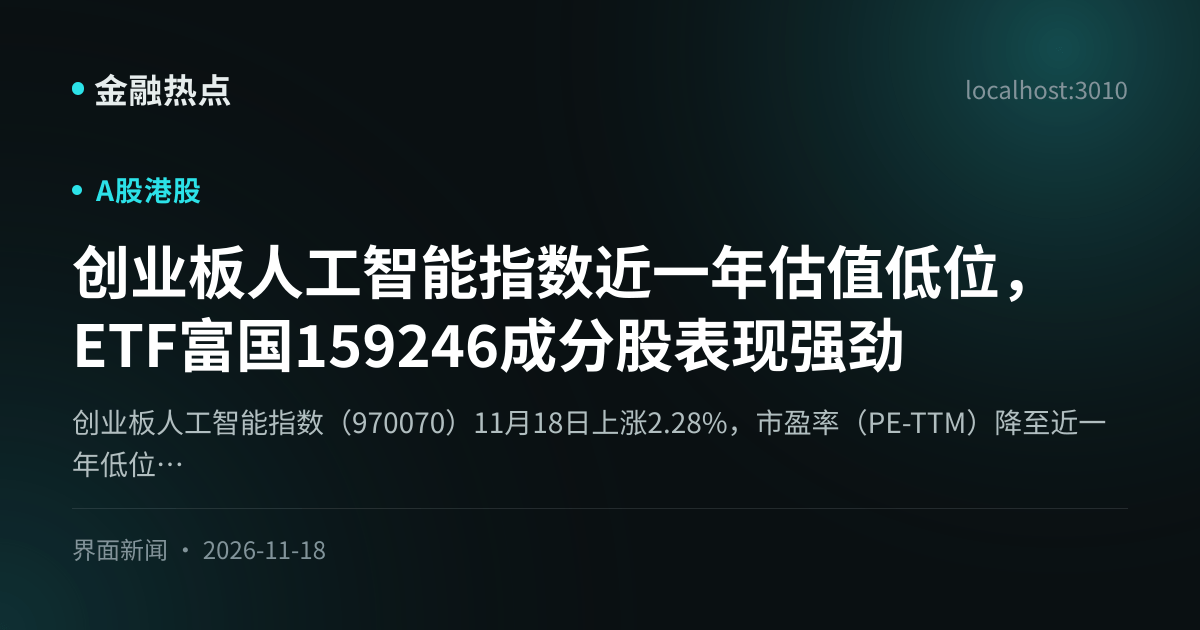 金融热点
localhost:3010
A股港股
创业板人工智能指数近一年估值低位，
ETF富国159246成分股表现强劲
创业板人工智能指数（970070）11月18日上涨2.28%，市盈率（PE-TTM）降至近一
年低位…
界面新闻 • 2026-11-18